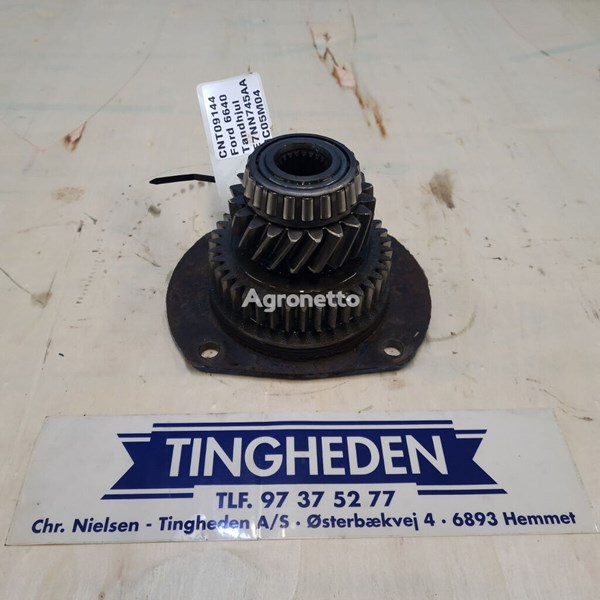 CNT09144
Ford 6640
Tandhjul
E7NN745AA
C05M04
Agronetto
TINGHEDEN
TLF. 97 37 52 77
Chr. Nielsen - Tingheden A/S · Østerbækvej 4 · 6893 Hemmet